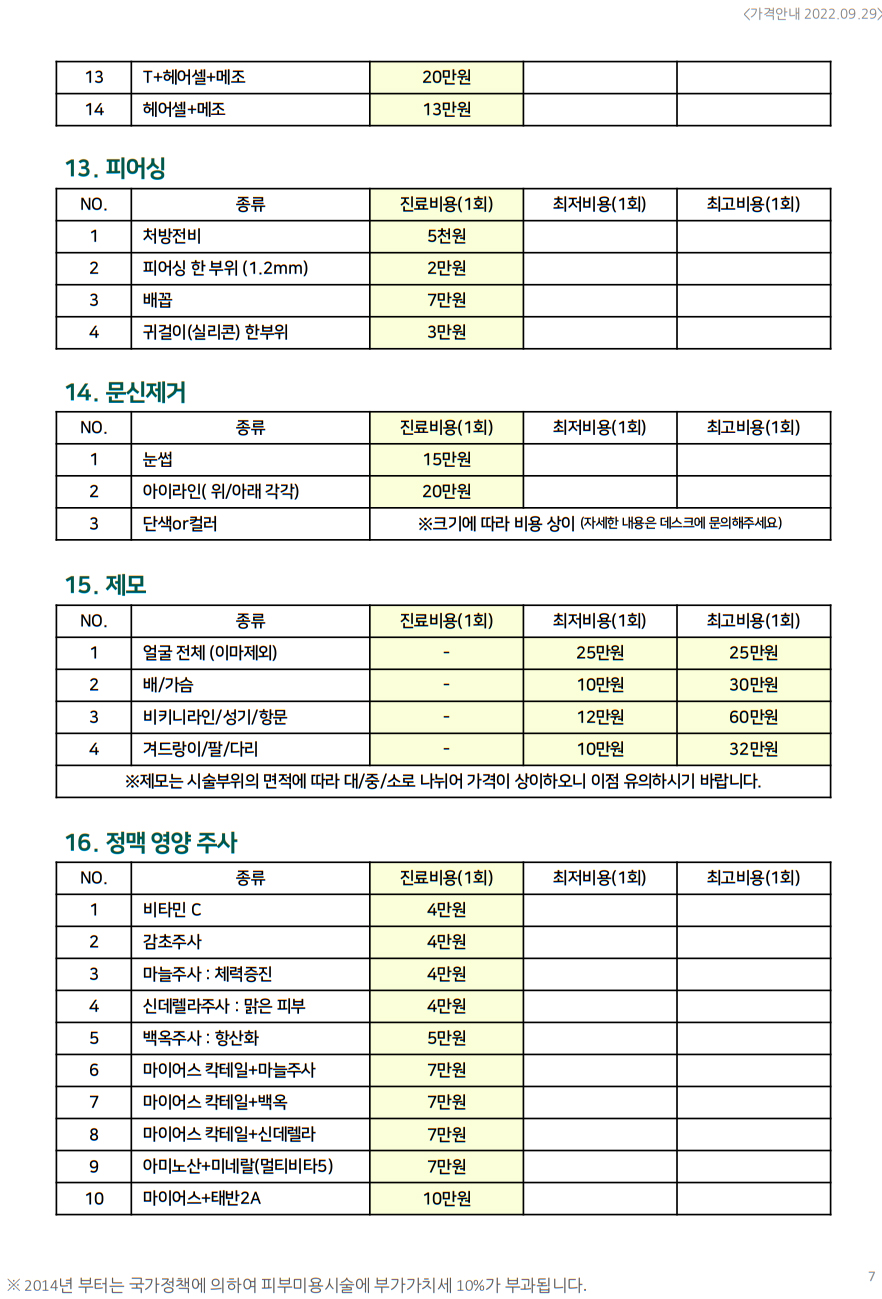 <가격안내 2022.09.29>
13 T+헤어셀+메조 20만원
14 헤어셀+메조 13만원
13. 피어싱
NO. 종류 진료비용(1회) 최저비용(1회) 최고비용(1회)
1 처방전비 5천원
2 피어싱 한 부위 (1.2mm) 2만원
3 배꼽 7만원
4 귀걸이(실리콘) 한부위 3만원
14. 문신제거
NO. 종류 진료비용(1회) 최저비용(1회) 최고비용(1회)
1 눈썹 15만원
2 아이라인( 위/아래 각각) 20만원
3 단색or컬러 ※크기에 따라 비용 상이 (자세한 내용은 데스크에 문의해주세요)
15. 제모
NO. 종류 진료비용(1회) 최저비용(1회) 최고비용(1회)
1 얼굴 전체 (이마제외) - 25만원 25만원
2 배/가슴 - 10만원 30만원
3 비키니라인/성기/항문 - 12만원 60만원
4 겨드랑이/팔/다리 - 10만원 32만원
※제모는 시술부위의 면적에 따라 대/중/소로 나뉘어 가격이 상이하오니 이점 유의하시기 바랍니다.
16. 정맥 영양 주사
NO. 종류 진료비용(1회) 최저비용(1회) 최고비용(1회)
1 비타민 C 4만원
2 감초주사 4만원
3 마늘주사 : 체력증진 4만원
4 신데렐라주사 : 맑은 피부 4만원
5 백옥주사 : 항산화 5만원
6 마이어스 칵테일+마늘주사 7만원
7 마이어스 칵테일+백옥 7만원
8 마이어스 칵테일+신데렐라 7만원
9 아미노산+미네랄(멀티비타5) 7만원
10 마이어스+태반2A 10만원
※ 2014년 부터는 국가정책에 의하여 피부미용시술에 부가가치세 10%가 부과됩니다.
7